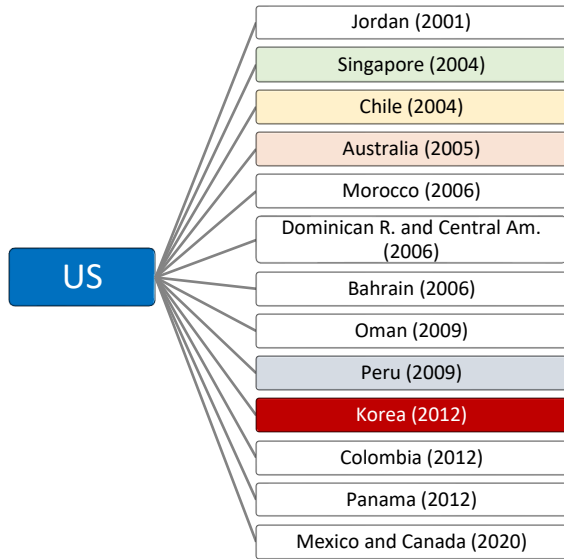 Jordan (2001)
Singapore (2004)
Chile (2004)
Australia (2005)
Morocco (2006)
Dominican R. and Central Am.
(2006)
US
Bahrain (2006)
Oman (2009)
Peru (2009)
Korea (2012)
Colombia (2012)
Panama (2012)
Mexico and Canada (2020)